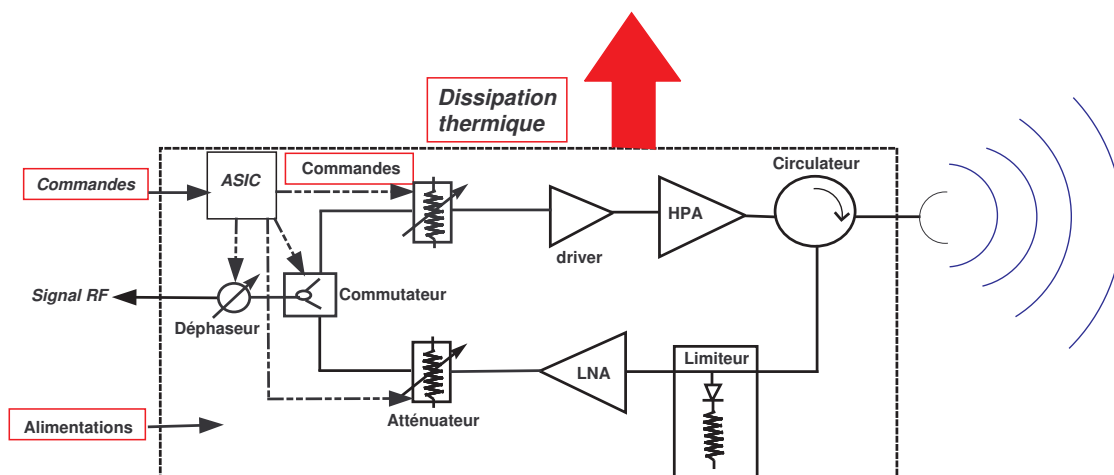 Dissipation
thermique
Circulateur
Commandes
ASIC
Commandes
HPA
driver
Signal RF
Commutateur
Déphaseur
Limiteur
LNA
Atténuateur
Alimentations